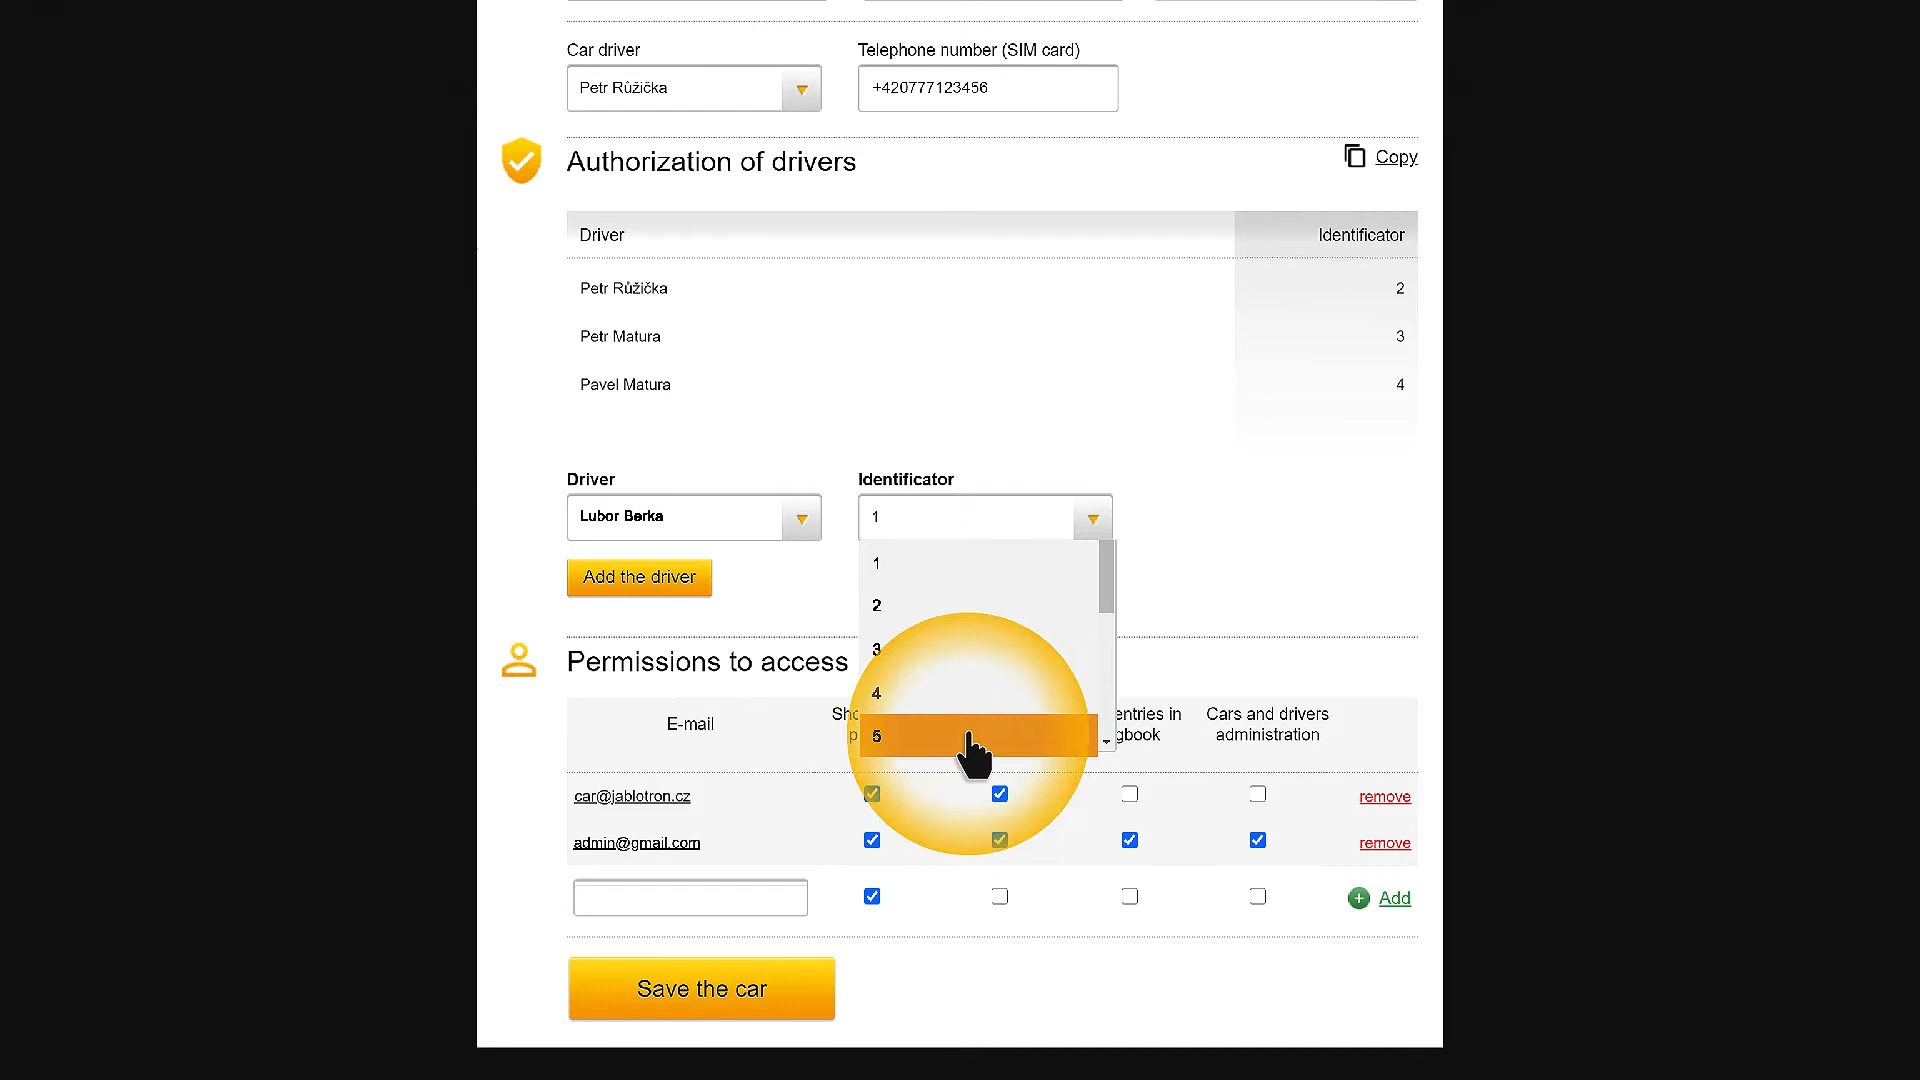 Car driver
Telephone number (SIM card)
Petr Růžička
+420777123456
Authorization of drivers
Copy
Driver
Identificator
Petr Růžička
2
Petr Matura
3
Pavel Matura
4
Driver
Identificator
Lubor Berka
1
1
2
3
4
5
Add the driver
Permissions to access
E-mail
entries in
Cars and drivers
administration
car@jablotron.cz
remove
admin@gmail.com
remove
Add
Save the car